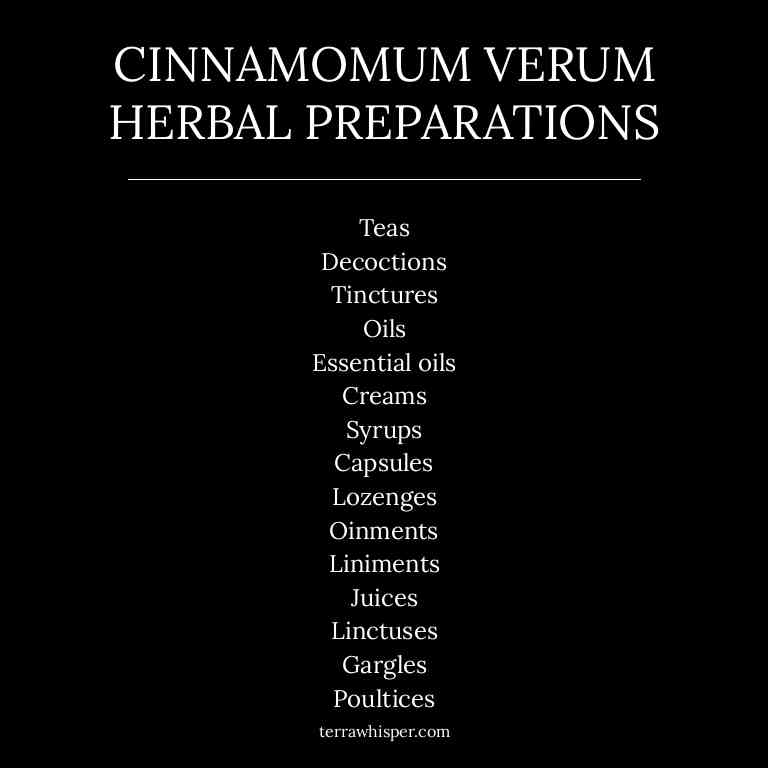 CINNAMOMUM VERUM
HERBAL PREPARATIONS
Teas
Decoctions
Tinctures
Oils
Essential oils
Creams
Syrups
Capsules
Lozenges
Oinments
Liniments
Juices
Linctuses
Gargles
Poultices
terrawhisper.com